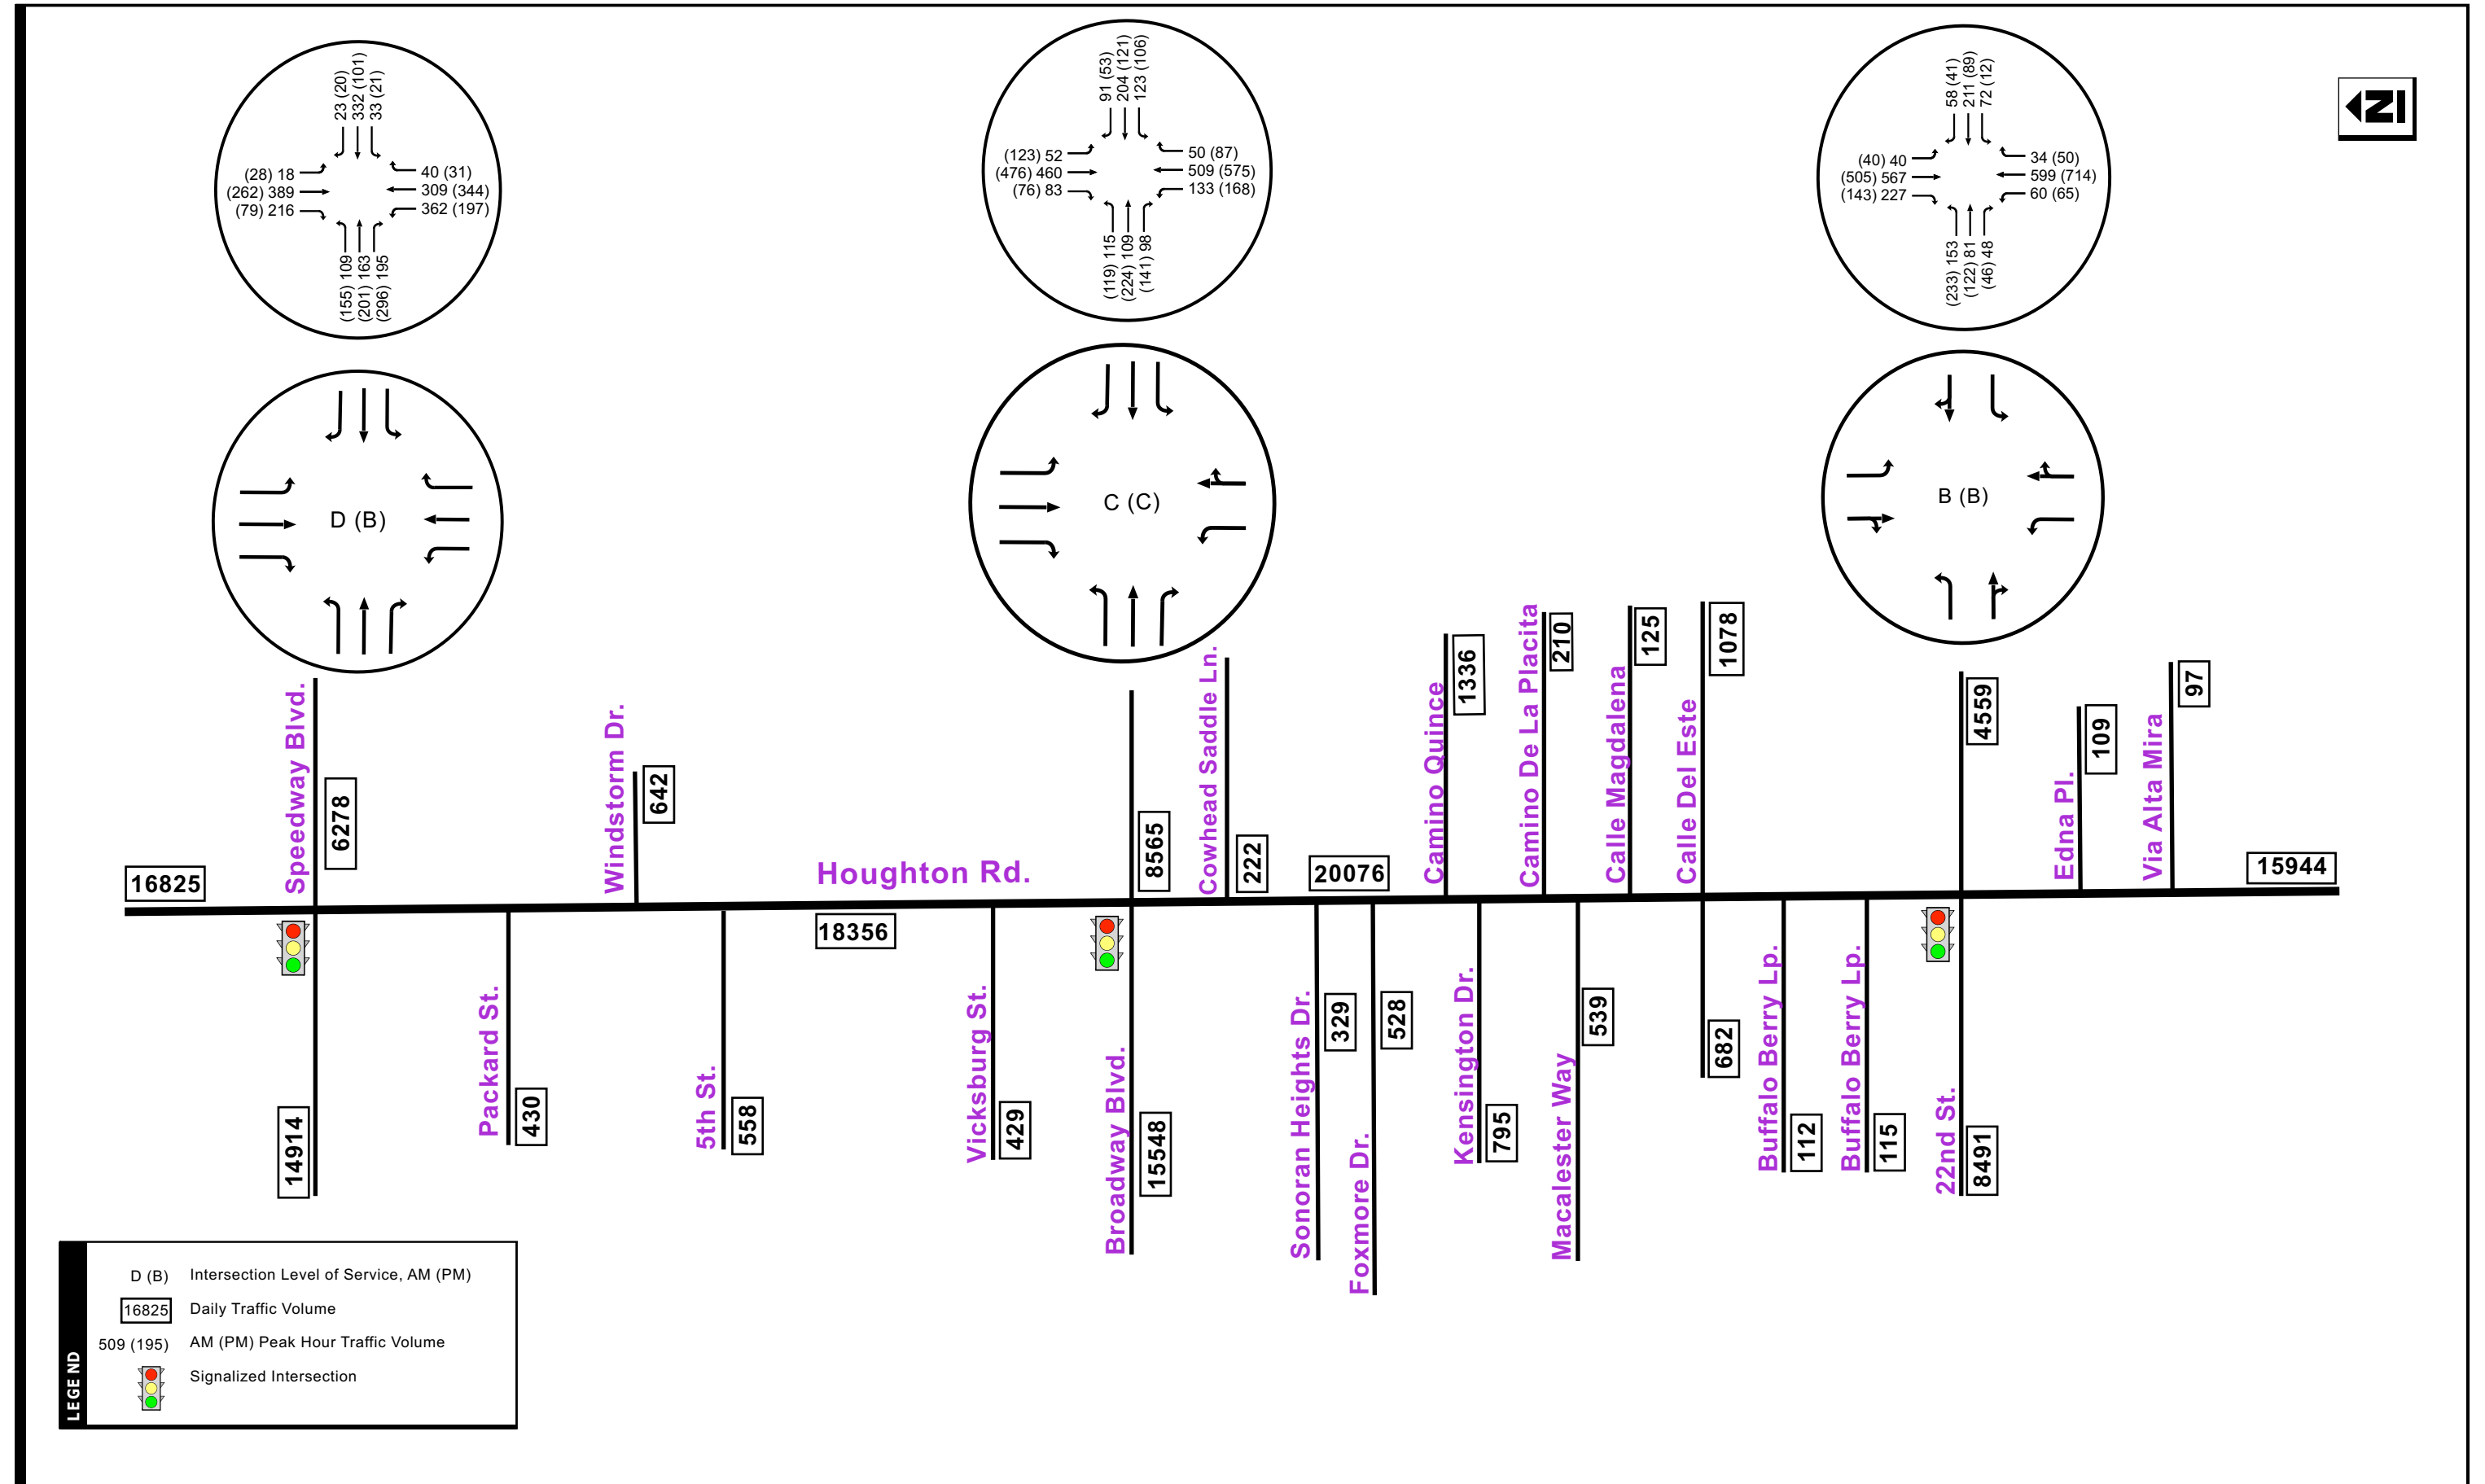 23 (20)
332 (101)
33 (21)
(28) 18
(262) 389
(79) 216
40 (31)
309 (344)
362 (197)
(155) 109
(201) 163
(296) 195
91 (53)
204 (121)
123 (106)
(123) 52
(476) 460
(76) 83
50 (87)
509 (575)
133 (168)
(119) 115
(224) 109
(141) 98
58 (41)
211 (89)
72 (12)
(40) 40
(505) 567
(143) 227
34 (50)
599 (714)
60 (65)
(233) 153
(122) 81
(46) 48
N
D (B)
C (C)
B (B)
Speedway Blvd.
6278
Windstorm Dr.
642
8565
Cowhead Saddle Ln.
222
Camino Quince
1336
Camino De La Placita
210
Calle Magdalena
125
Calle Del Este
1078
4559
Edna Pl.
109
Via Alta Mira
97
16825
Houghton Rd.
20076
15944
18356
14914
Packard St.
430
5th St.
558
Vicksburg St.
429
Broadway Blvd.
15548
Sonoran Heights Dr.
329
Foxmore Dr.
528
Kensington Dr.
795
Macalester Way
539
682
Buffalo Berry Lp.
112
Buffalo Berry Lp.
115
22nd St.
8491
LEGEND
D (B) Intersection Level of Service, AM (PM)
16825 Daily Traffic Volume
509 (195) AM (PM) Peak Hour Traffic Volume
Signalized Intersection